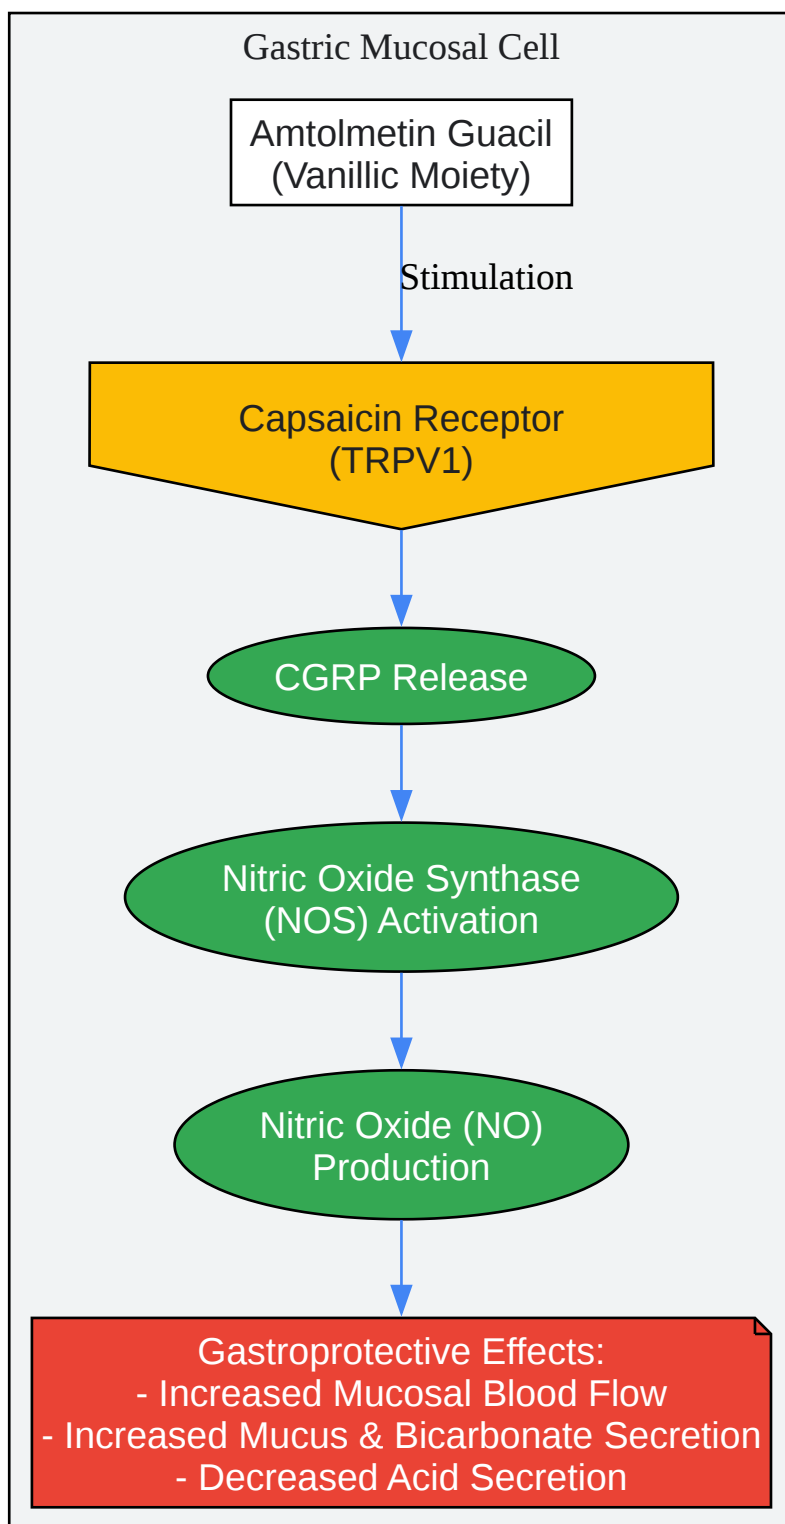 Gastric Mucosal Cell
Amtolmetin Guacil
(Vanillic Moiety)
Stimulation
Capsaicin Receptor
(TRPV1)
CGRP Release
Nitric Oxide Synthase
(NOS) Activation
Nitric Oxide (NO)
Production
Gastroprotective Effects:
- Increased Mucosal Blood Flow
- Increased Mucus & Bicarbonate Secretion
- Decreased Acid Secretion